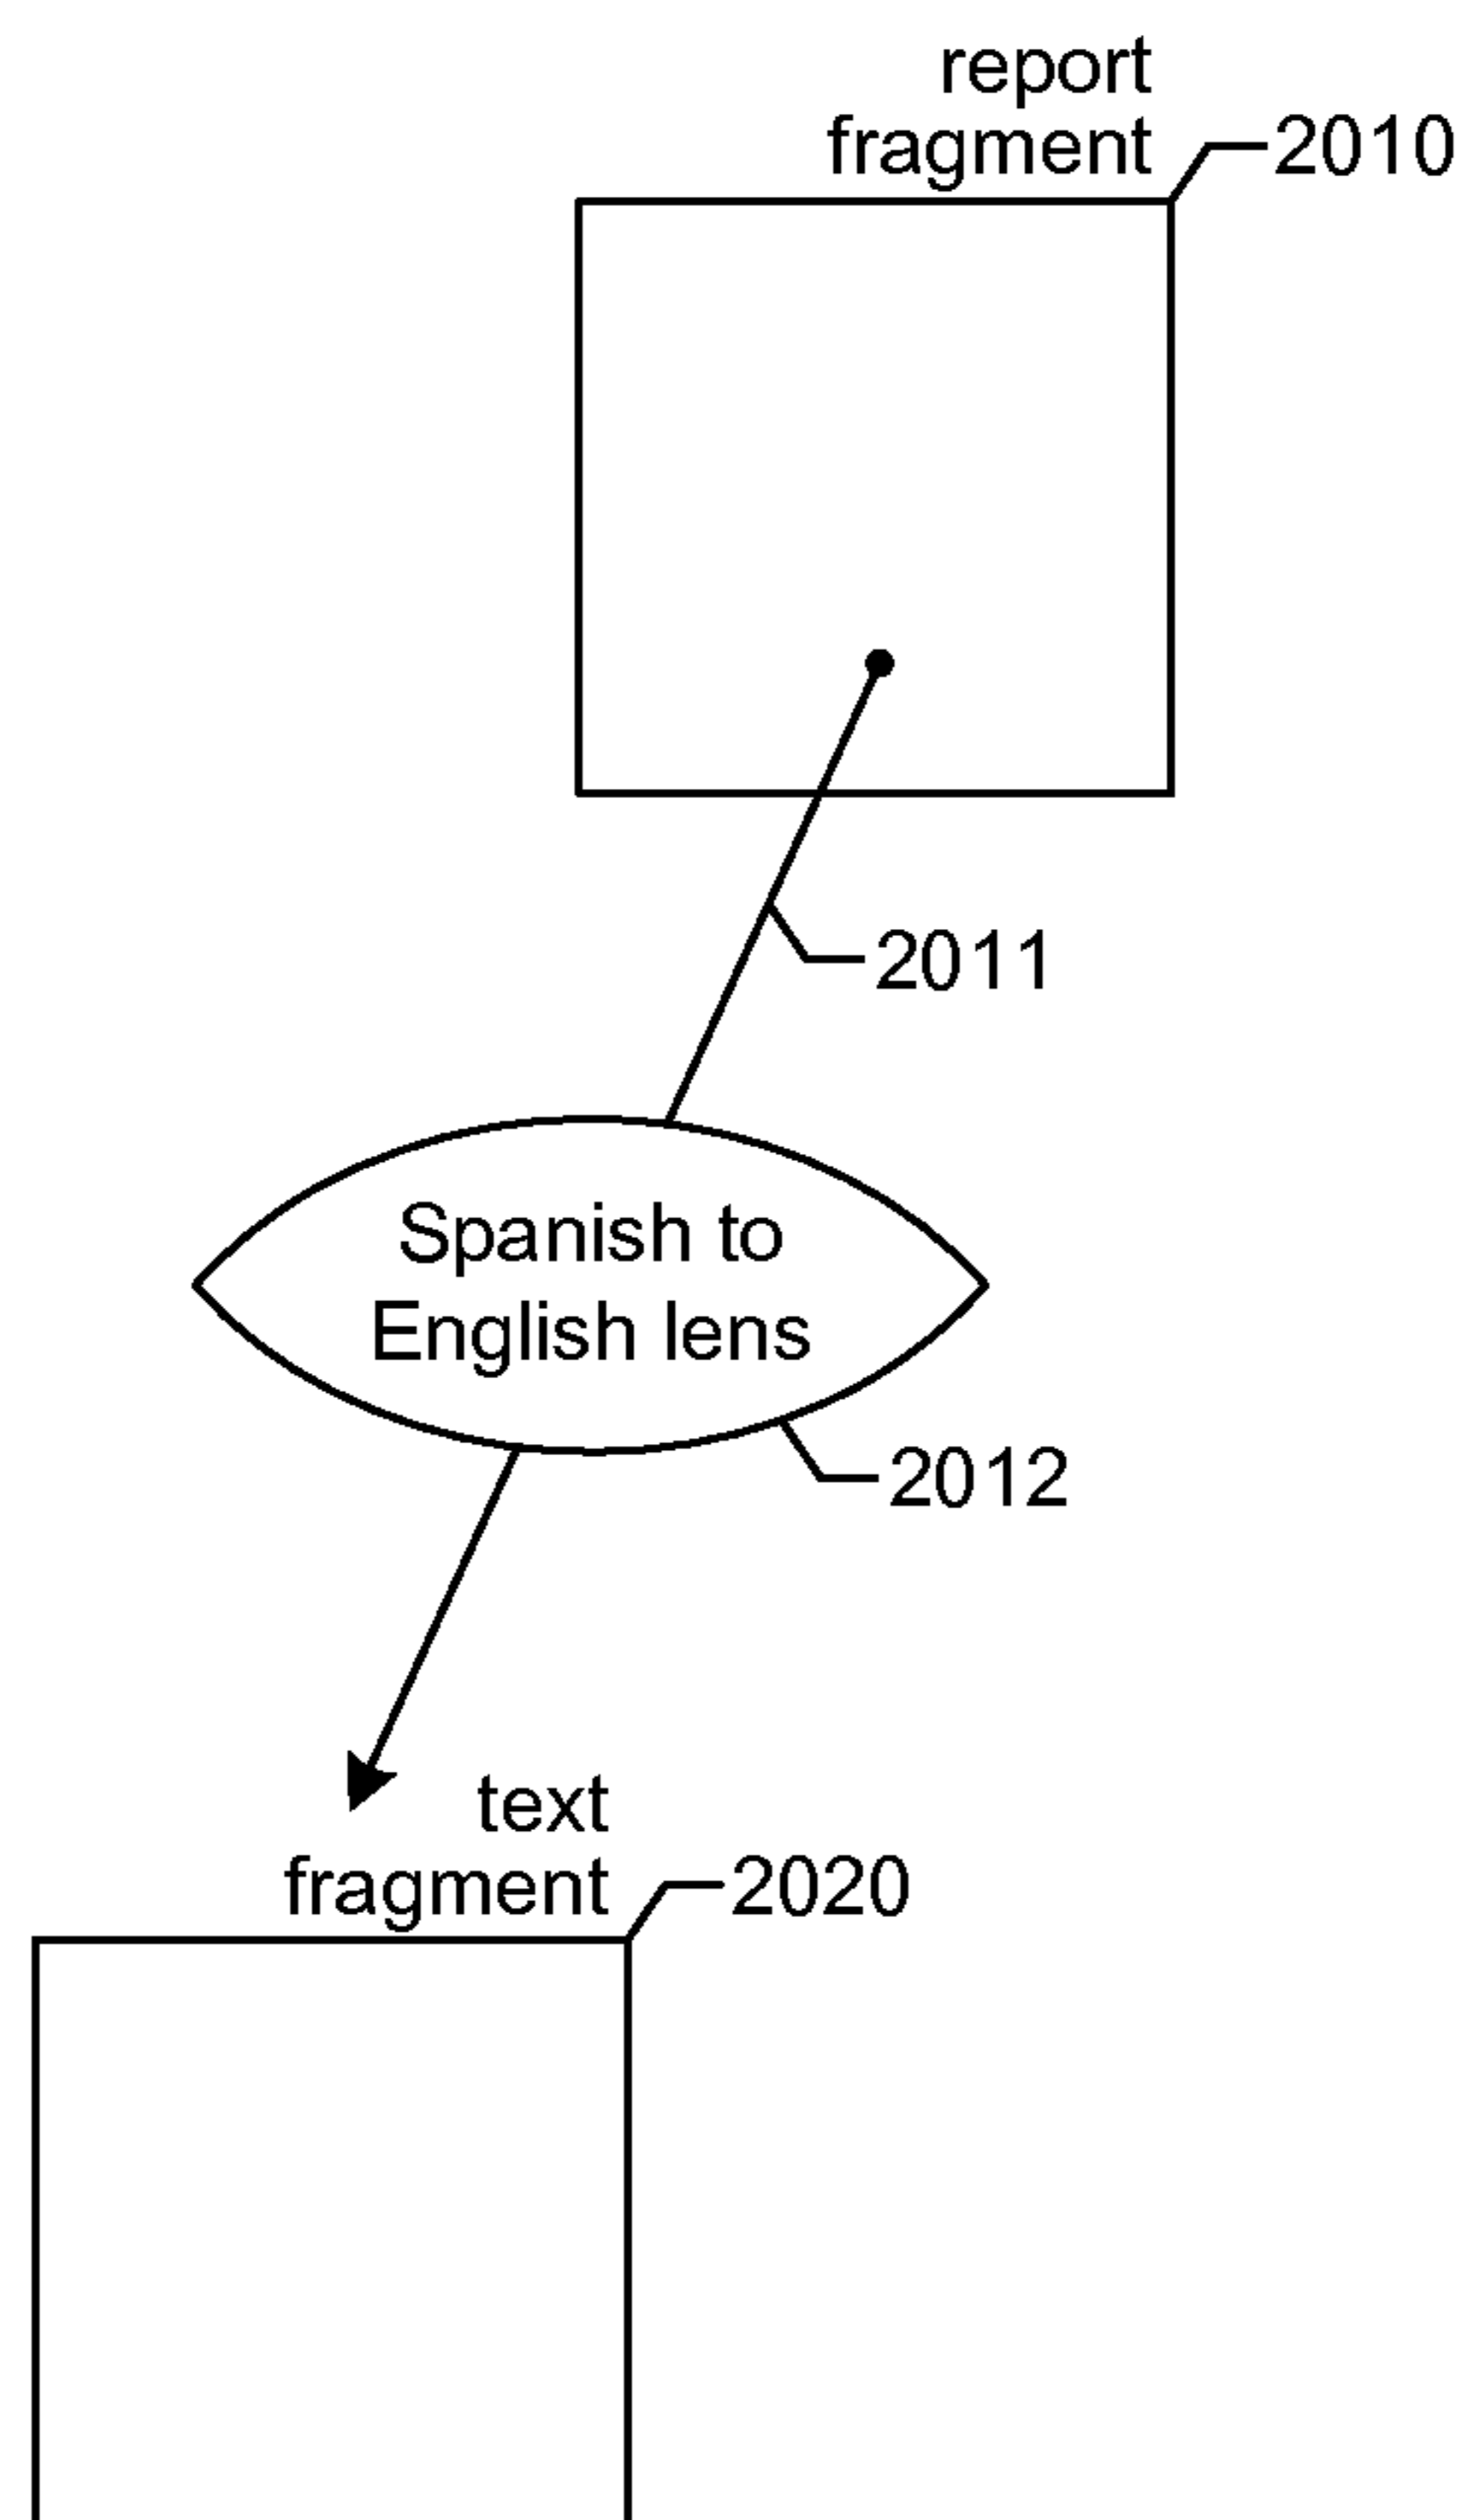 report
fragment
2010
2011
Spanish to
English lens
2012
text
fragment
2020